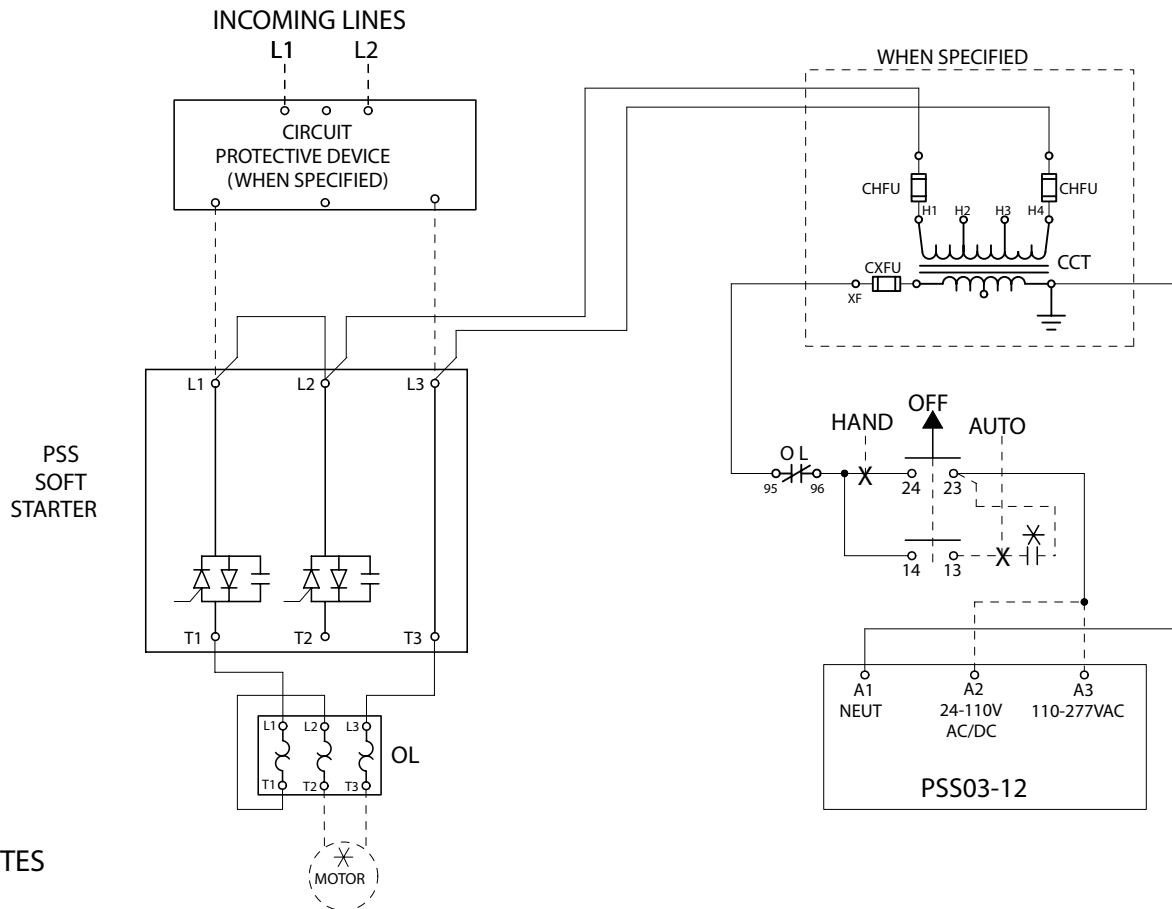 INCOMING LINES
L1 L2
CIRCUIT
PROTECTIVE DEVICE
(WHEN SPECIFIED)
WHEN SPECIFIED
CHFU CHFU
H1 H2 H3 H4
CXFU CCT
XF
L1 L2 L3
PSS
SOFT
STARTER
T1 T2 T3
OFF
HAND AUTO
O L
95 96 24 23
14 13
L1 L2 L3
OL
T1 T2 T3
MOTOR
A1 A2 A3
NEUT 24-110V 110-277VAC
AC/DC
PSS03-12
TES